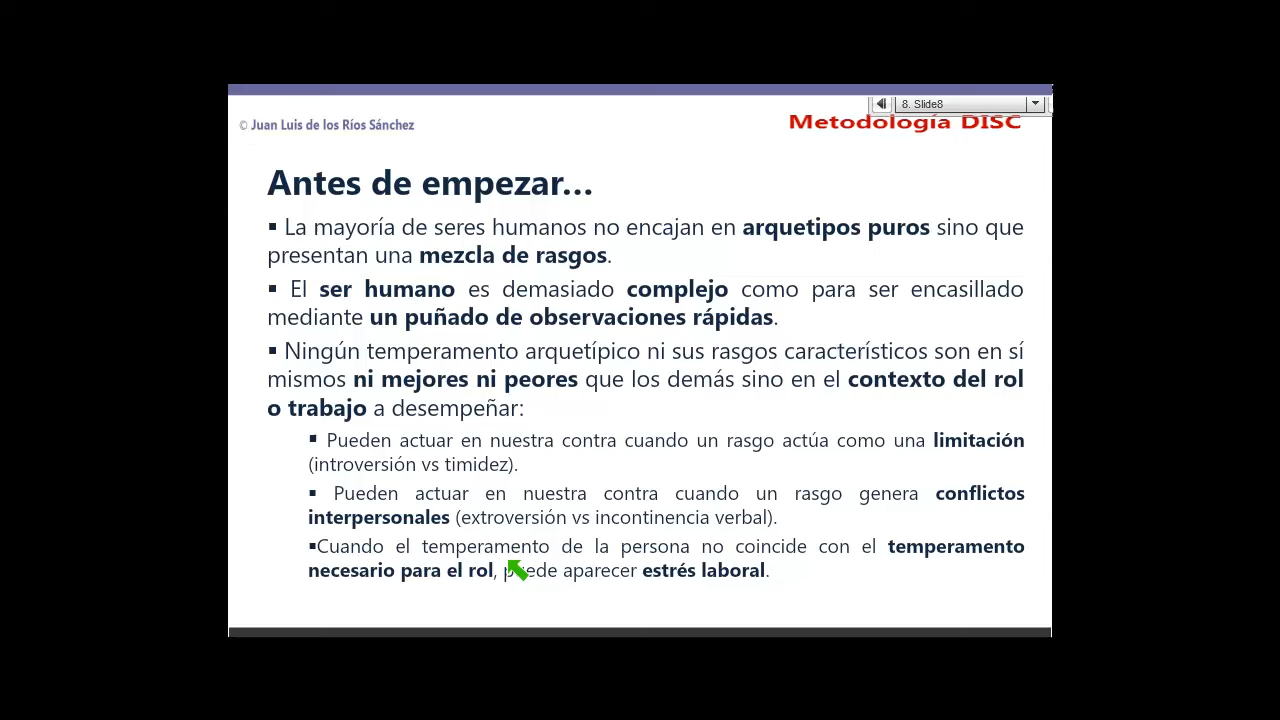 8. Slide8
© Juan Luis de los Ríos Sánchez
Metodología DISC
Antes de empezar...
▪ La mayoría de seres humanos no encajan en arquetipos puros sino que
presentan una mezcla de rasgos.
▪ El ser humano es demasiado complejo como para ser encasillado
mediante un puñado de observaciones rápidas.
▪ Ningún temperamento arquetípico ni sus rasgos característicos son en sí
mismos ni mejores ni peores que los demás sino en el contexto del rol
o trabajo a desempeñar:
▪ Pueden actuar en nuestra contra cuando un rasgo actúa como una limitación
(introversión vs timidez).
▪ Pueden actuar en nuestra contra cuando un rasgo genera conflictos
interpersonales (extroversión vs incontinencia verbal).
▪Cuando el temperamento de la persona no coincide con el temperamento
necesario para el rol, puede aparecer estrés laboral.